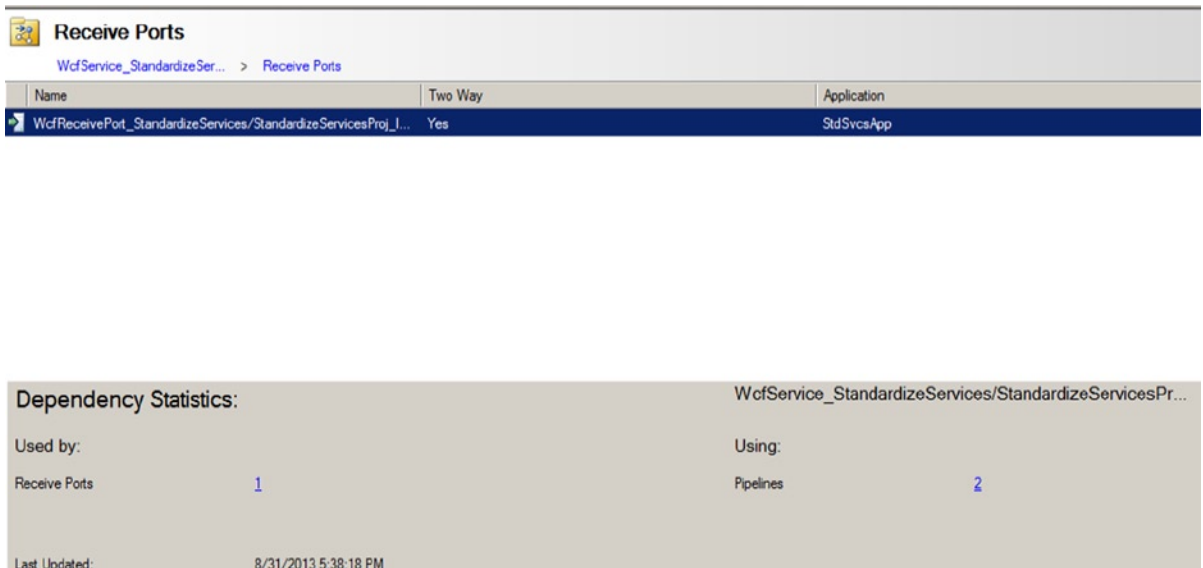 Receive Ports
WcfService_StandardizeSer... > Receive Ports
Name Two Way Application
WcfReceivePort_StandardizeServices/StandardizeServicesProj_I... Yes StdSvcsApp
Dependency Statistics: WcfService_StandardizeServices/StandardizeServicesPr...
Used by: Using:
Receive Ports 1 Pipelines 2
Last Updated: 8/31/2013 5:38:18 PM